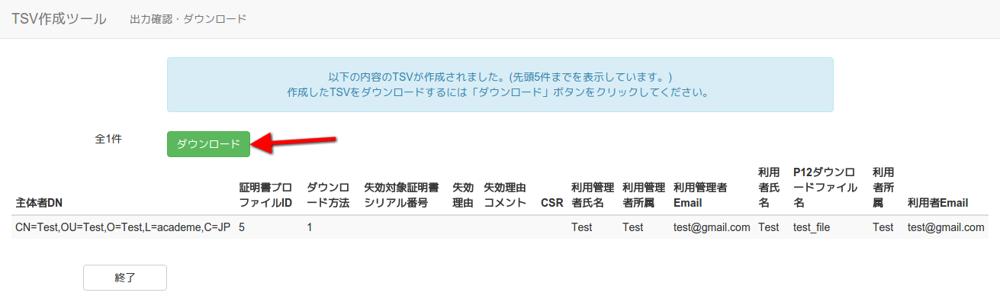 TSV作成ツール 出力確認・ダウンロード
以下の内容のTSVが作成されました。(先頭5件までを表示しています。)
作成したTSVをダウンロードするには「ダウンロード」ボタンをクリックしてください。
全1件 ダウンロード
主体者DN 証明書プロファイルID ダウンロード方法 失効対象証明書シリアル番号 失効理由 失効理由コメント CSR 利用管理者氏名 利用管理者所属 利用管理者Email 利用者氏名 P12ダウンロードファイル名 利用者所属 利用者Email
CN=Test,OU=Test,O=Test,L=academe,C=JP 5 1 Test Test test@gmail.com Test test_file Test test@gmail.com
終了